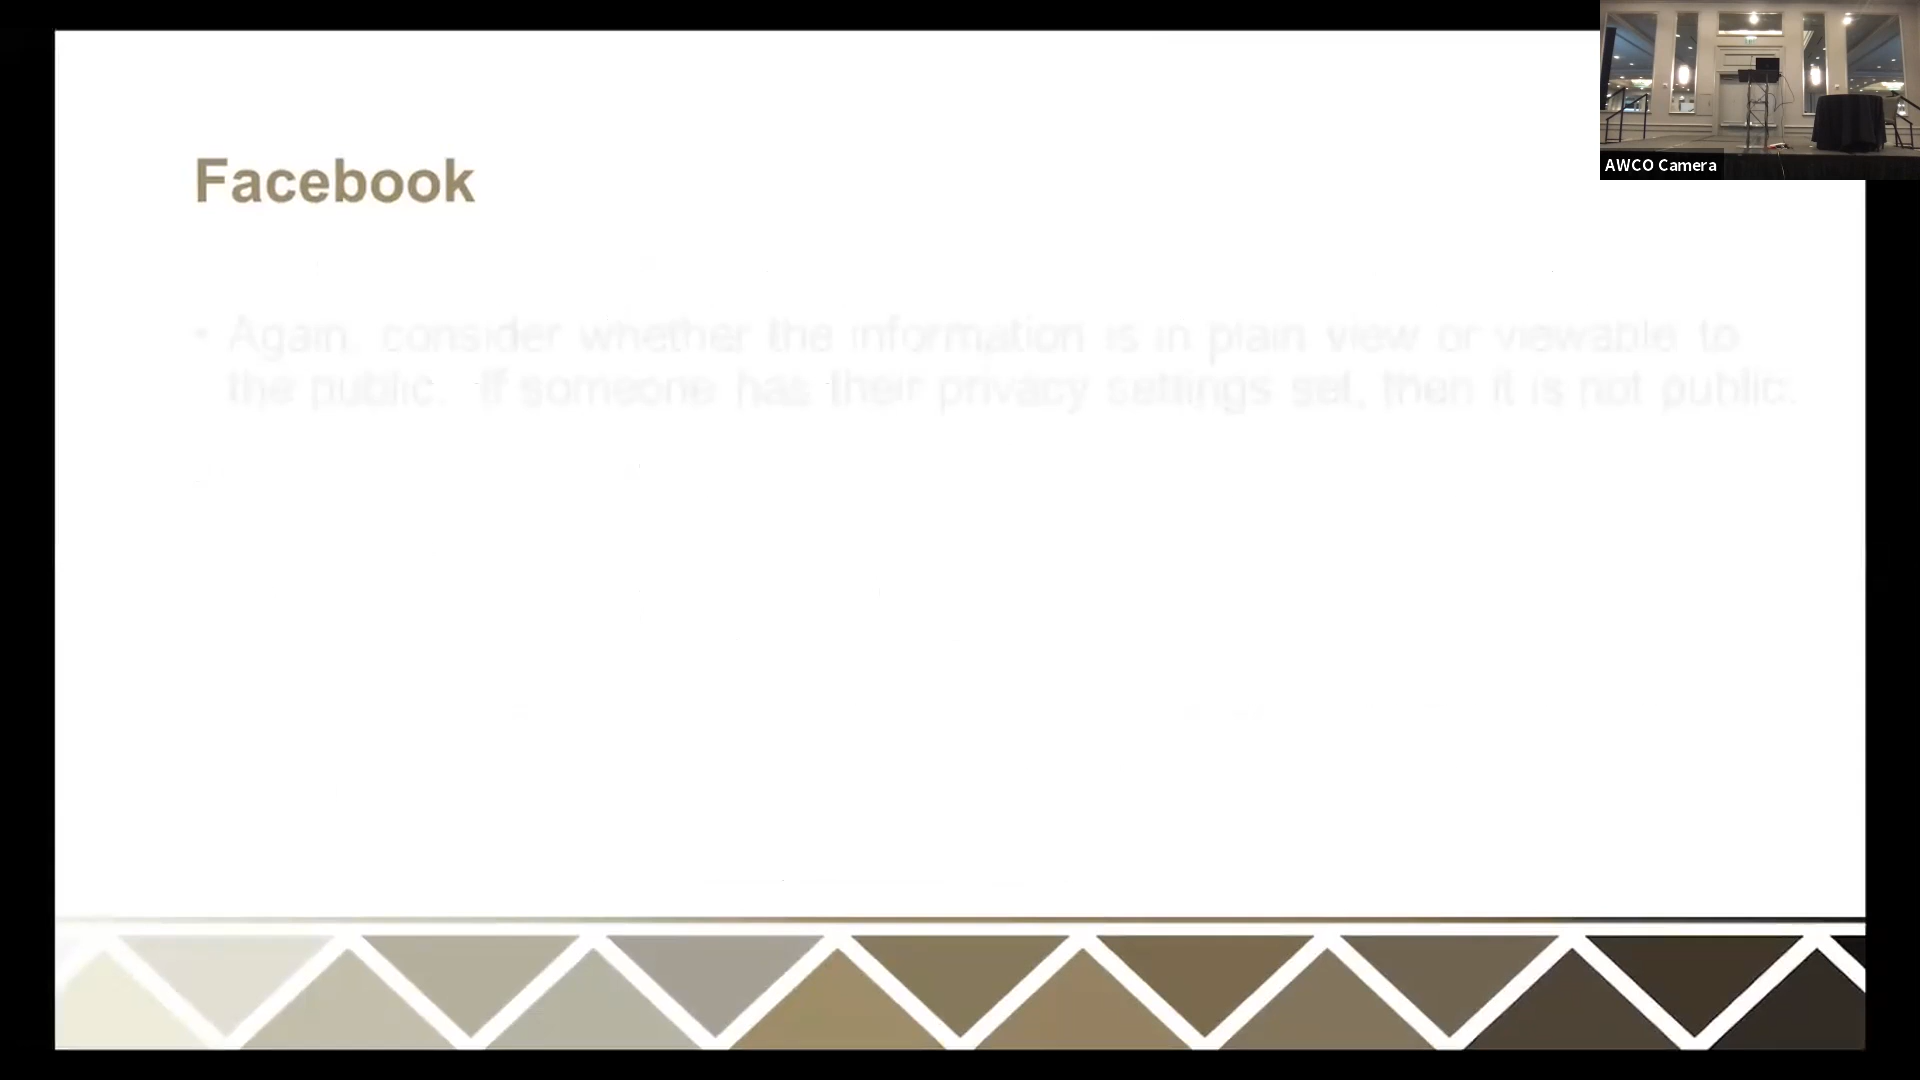 AWCO Camera
Facebook
• Again, consider whether the information is in plain view or viewable to
the public. If someone has their privacy settings set, then it is not public.